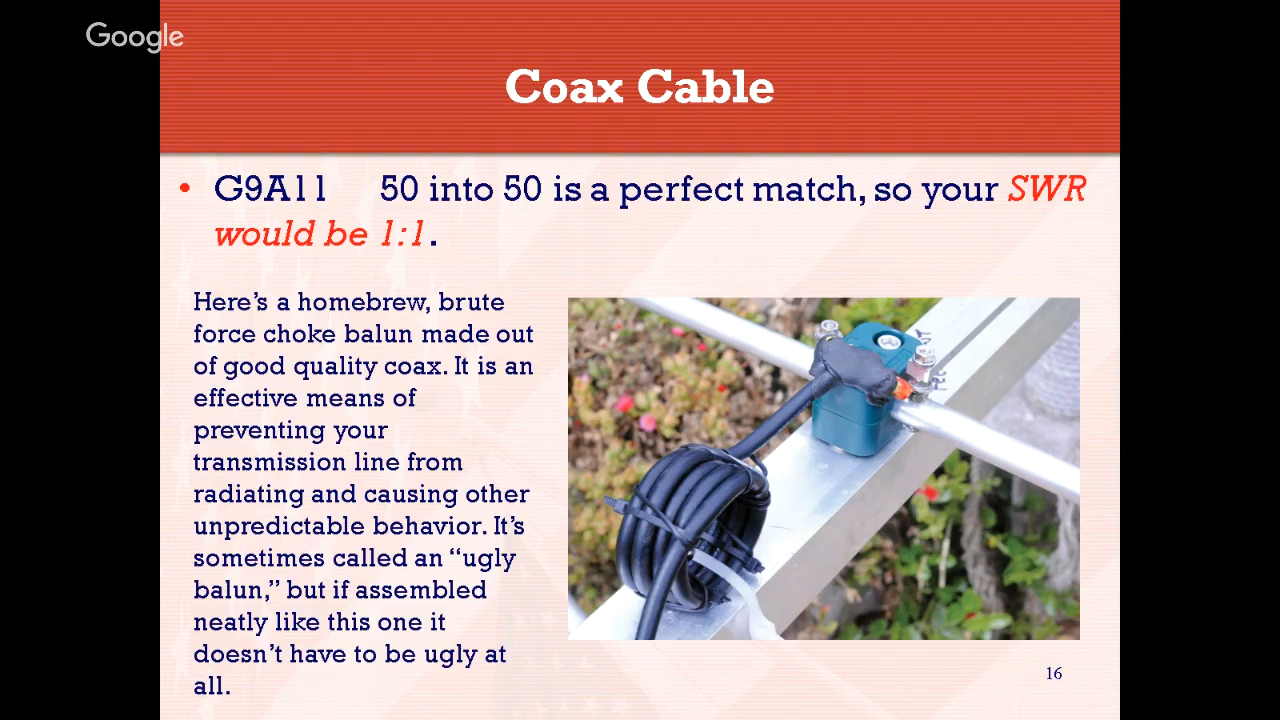 Google
Coax Cable
• G9A11 50 into 50 is a perfect match, so your SWR
would be 1:1.
Here’s a homebrew, brute
force choke balun made out
of good quality coax. It is an
effective means of
preventing your
transmission line from
radiating and causing other
unpredictable behavior. It’s
sometimes called an “ugly
balun,” but if assembled
neatly like this one it
doesn’t have to be ugly at
all.
16